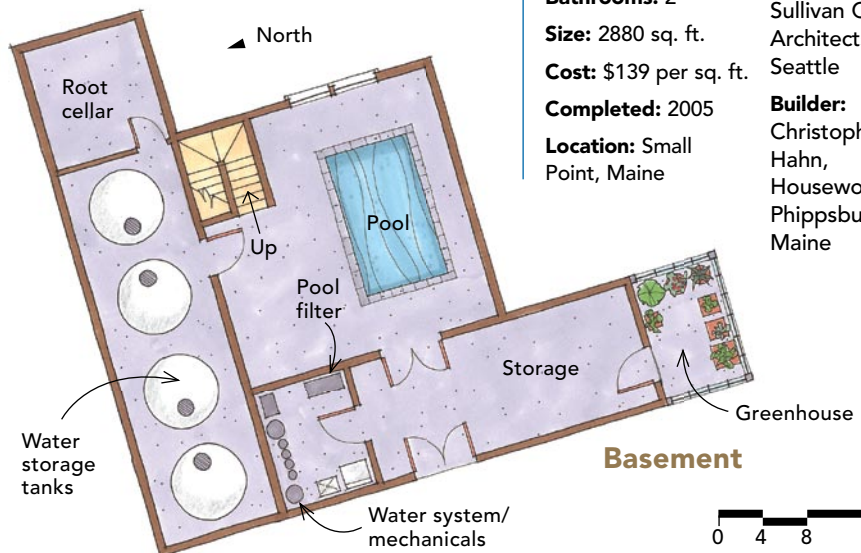 North
Root
cellar
Up
Pool
Pool
filter
Storage
Greenhouse
Water
storage
tanks
Water system/
mechanicals
Basement
0 4 8
Bathrooms: 2
Size: 2880 sq. ft.
Cost: $139 per sq. ft.
Completed: 2005
Location: Small
Point, Maine
Sullivan
Seattle
Builder:
Hahn,
Maine